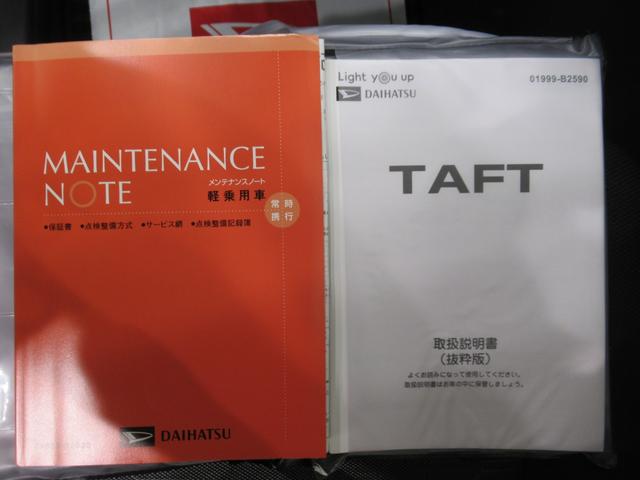 MAINTENANCE
NOTE
メンテナンスノート
軽乗用車
常時
携行
●保証書 ●点検整備方式 ●サービス網 ●点検整備記録簿
DAIHATSU
Light you up
01999-B2590
DAIHATSU
TAFT
取扱説明書
（抜粋版）
よくお読みになって使用してください。
取扱説明書はお車の中に保管しましょう。